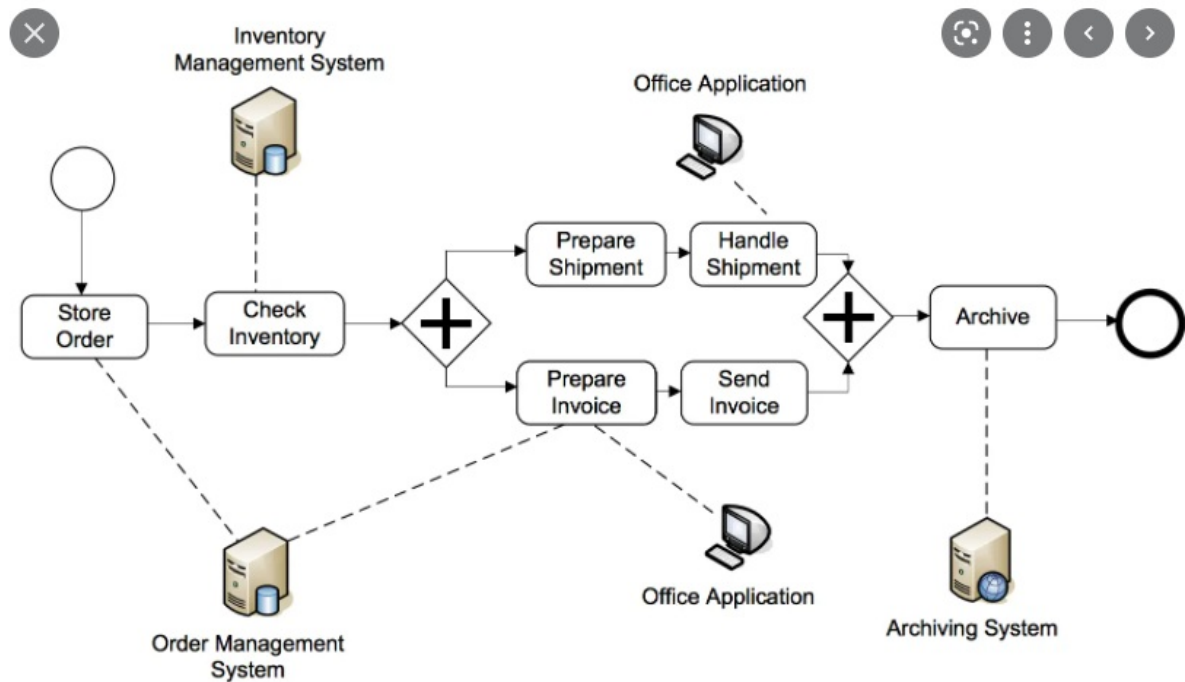 Inventory
Management System
Office Application
Prepare
Shipment
Handle
Shipment
Store
Order
Check
Inventory
Archive
Prepare
Invoice
Send
Invoice
Office Application
Order Management
System
Archiving System